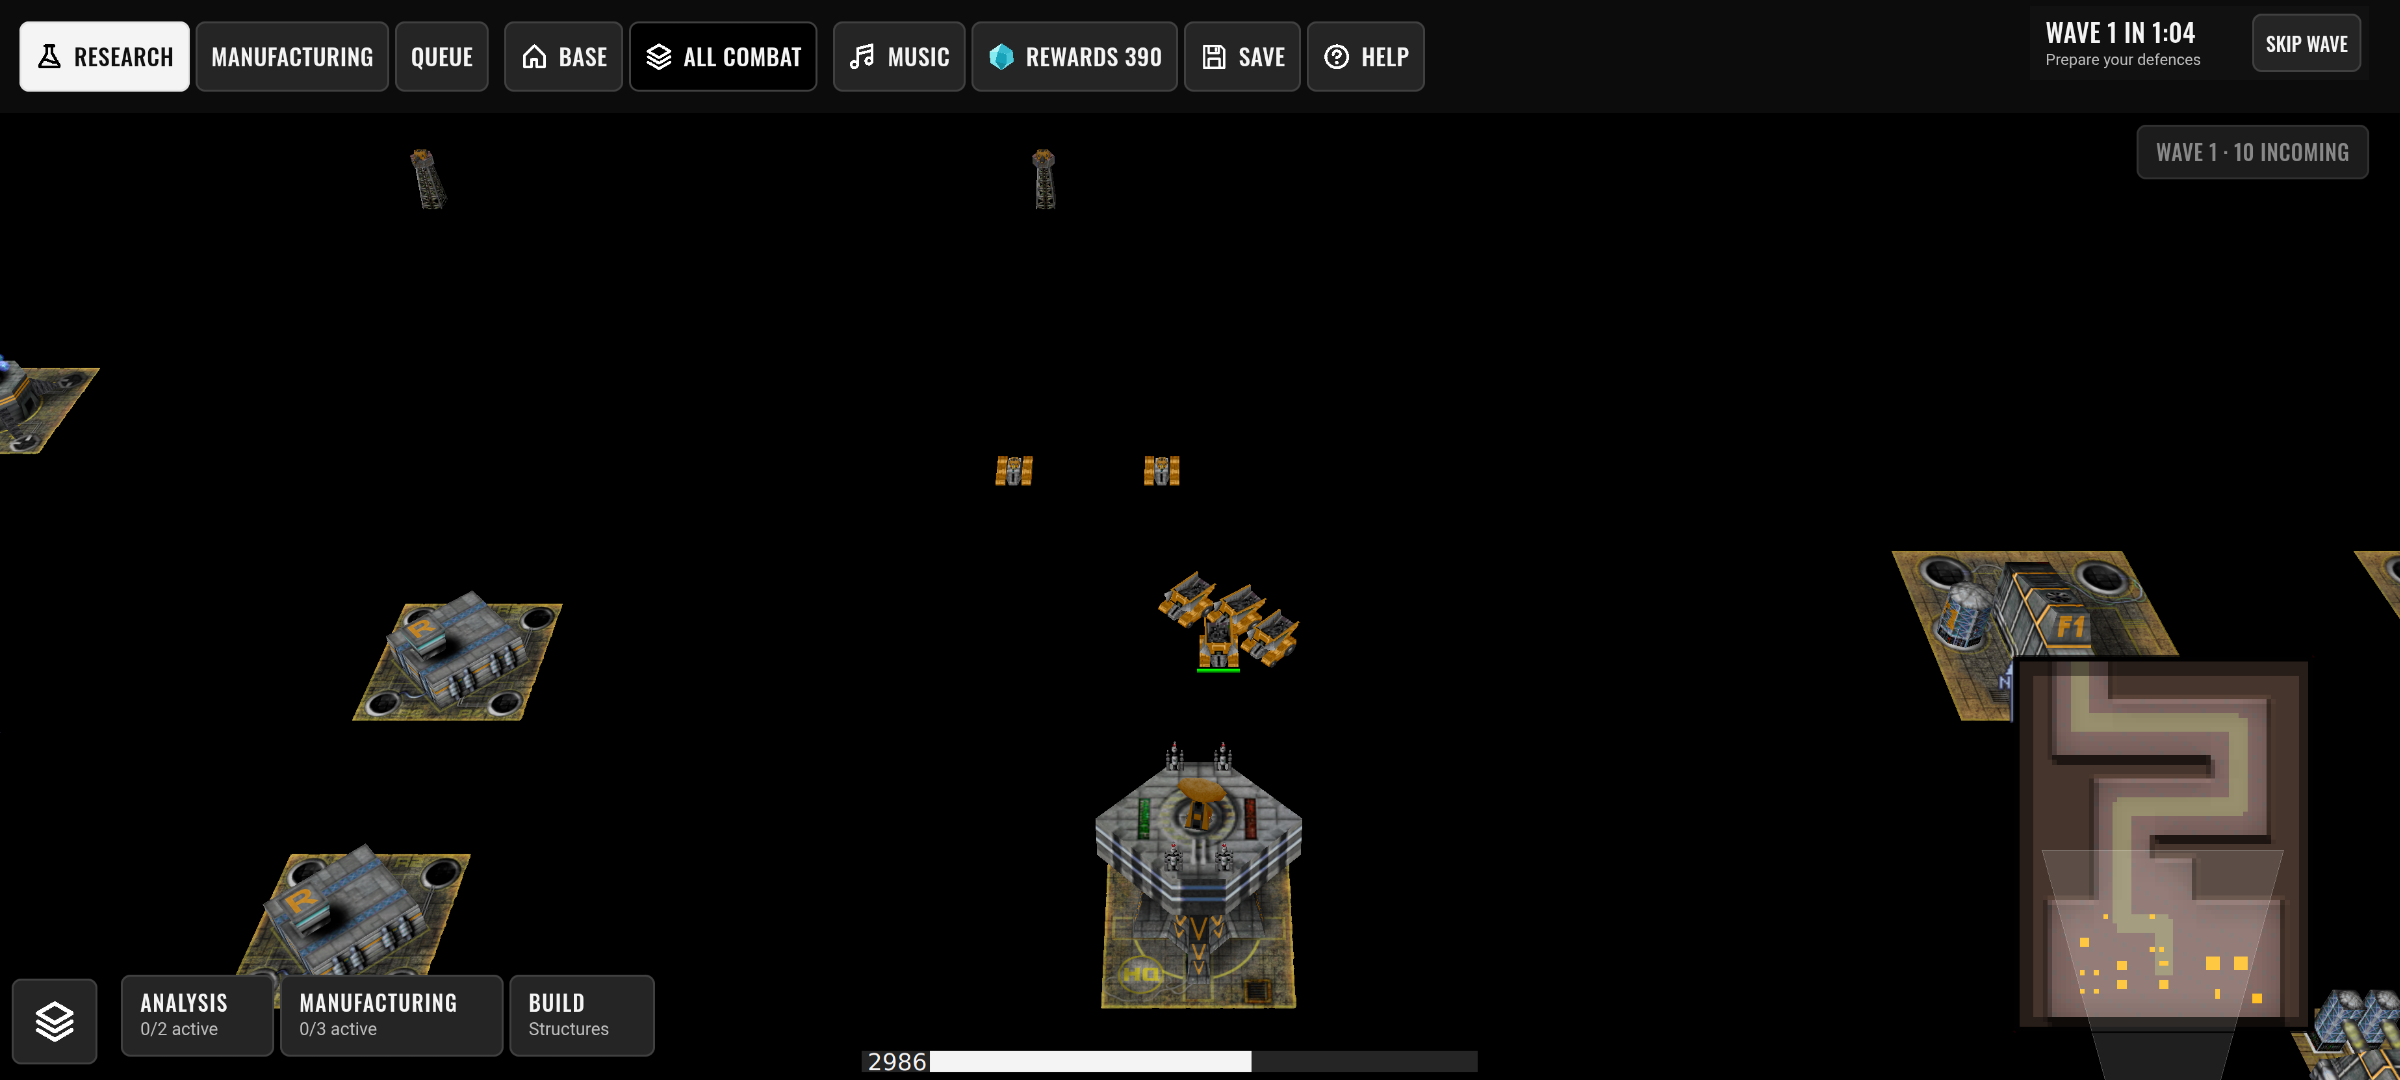 RESEARCH
MANUFACTURING
QUEUE
BASE
ALL COMBAT
MUSIC
REWARDS 390
SAVE
HELP
WAVE 1 IN 1:04
Prepare your defences
SKIP WAVE
WAVE 1 · 10 INCOMING
R
F1
N
R
HQ
ANALYSIS
0/2 active
MANUFACTURING
0/3 active
BUILD
Structures
2986